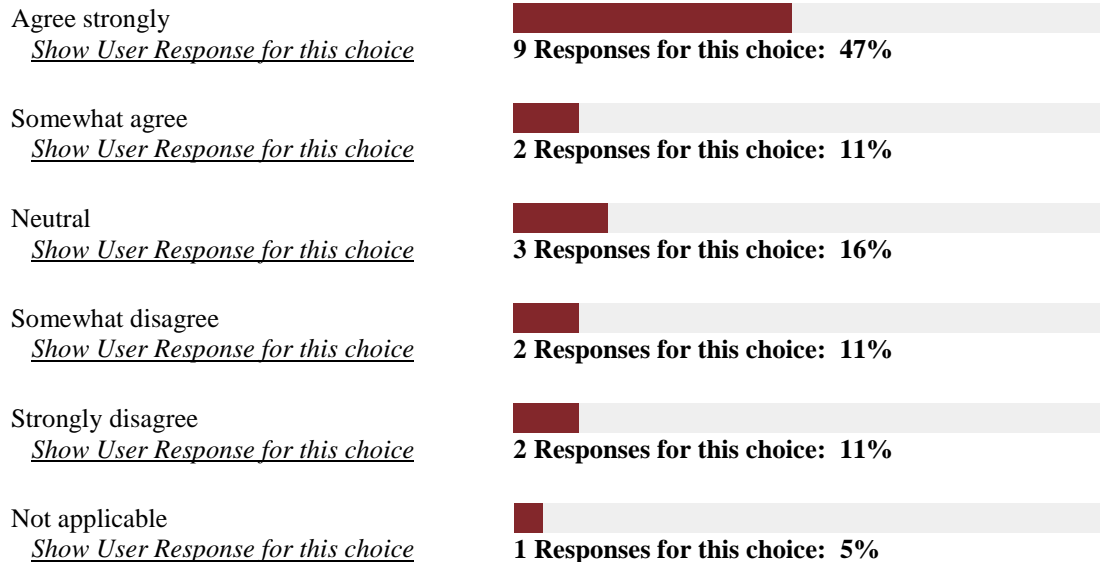 Agree strongly
Show User Response for this choice 9 Responses for this choice: 47%
Somewhat agree
Show User Response for this choice 2 Responses for this choice: 11%
Neutral
Show User Response for this choice 3 Responses for this choice: 16%
Somewhat disagree
Show User Response for this choice 2 Responses for this choice: 11%
Strongly disagree
Show User Response for this choice 2 Responses for this choice: 11%
Not applicable
Show User Response for this choice 1 Responses for this choice: 5%